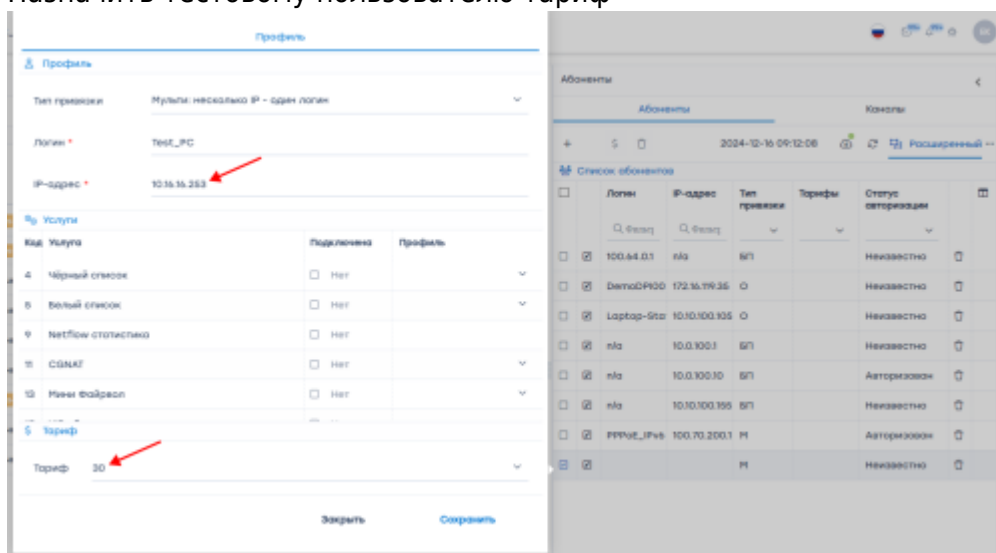 Назначить тестовому пользователю тариф
Профиль
Профиль
Тип привязки
Мульти: несколько IP - один логин
Логин *
Test_PC
IP-адрес *
10.16.16.253
Услуги
Код Услуга Подключена Профиль
4 Чёрный список Нет
5 Белый список Нет
9 Netflow статистика Нет
11 CGNAT Нет
13 Мини Файрвол Нет
$ Тариф
Тариф 30
Закрыть Сохранить
Абоненты
Абоненты Каналы
+ $ 2024-12-16 09:12:08 Расширенный ...
Список абонентов
Логин IP-адрес Тип привязки Тарифы Статус авторизации
100.64.0.1 n/a БП Неизвестно
DemoDPI00 172.16.119.35 О Неизвестно
Laptop-Star 10.10.100.105 О Неизвестно
n/a 10.0.100.1 БП Неизвестно
n/a 10.0.100.10 БП Авторизован
n/a 10.10.100.155 БП Неизвестно
PPPoE_IPv6 100.70.200.1 М Авторизован
М Неизвестно